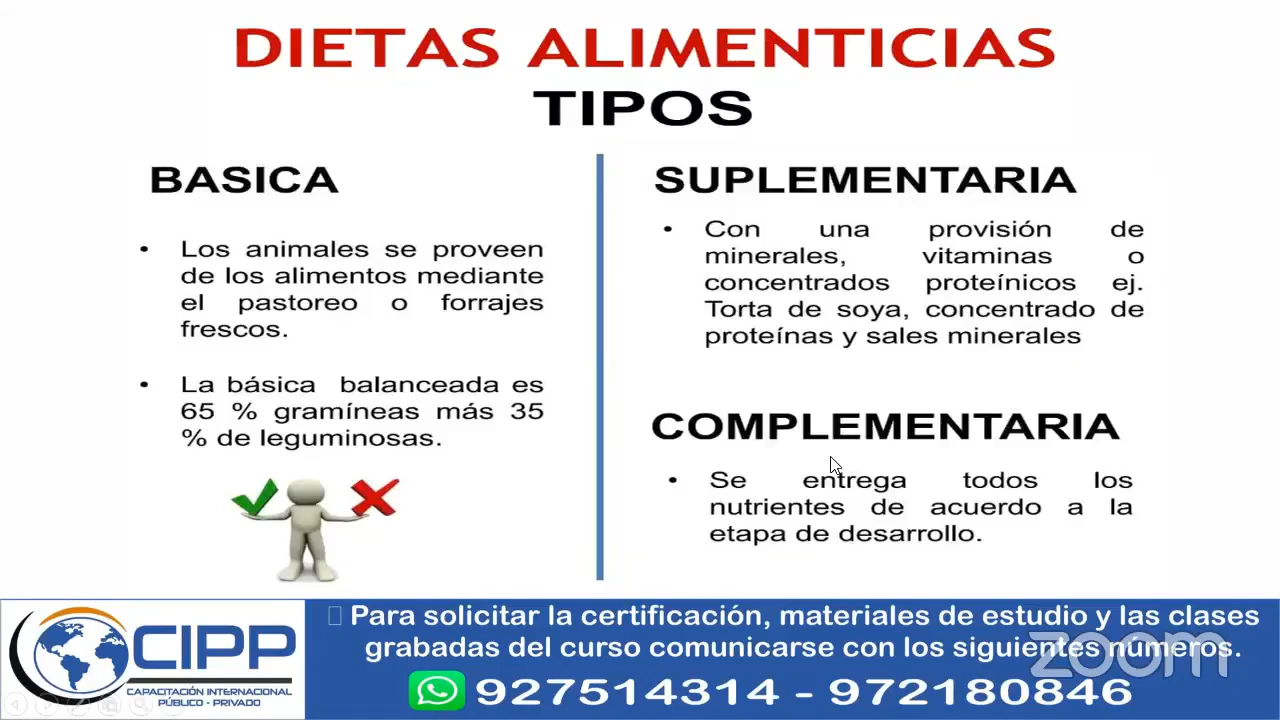 DIETAS ALIMENTICIAS
TIPOS
BASICA
• Los animales se proveen
de los alimentos mediante
el pastoreo o forrajes
frescos.
• La básica balanceada es
65 % gramíneas más 35
% de leguminosas.
SUPLEMENTARIA
• Con una provisión de
minerales, vitaminas o
concentrados proteínicos ej.
Torta de soya, concentrado de
proteínas y sales minerales
COMPLEMENTARIA
• Se entrega todos los
nutrientes de acuerdo a la
etapa de desarrollo.
CIPP
CAPACITACIÓN INTERNACIONAL
PÚBLICO - PRIVADO
Para solicitar la certificación, materiales de estudio y las clases
grabadas del curso comunicarse con los siguientes números.
927514314 - 972180846
zoom